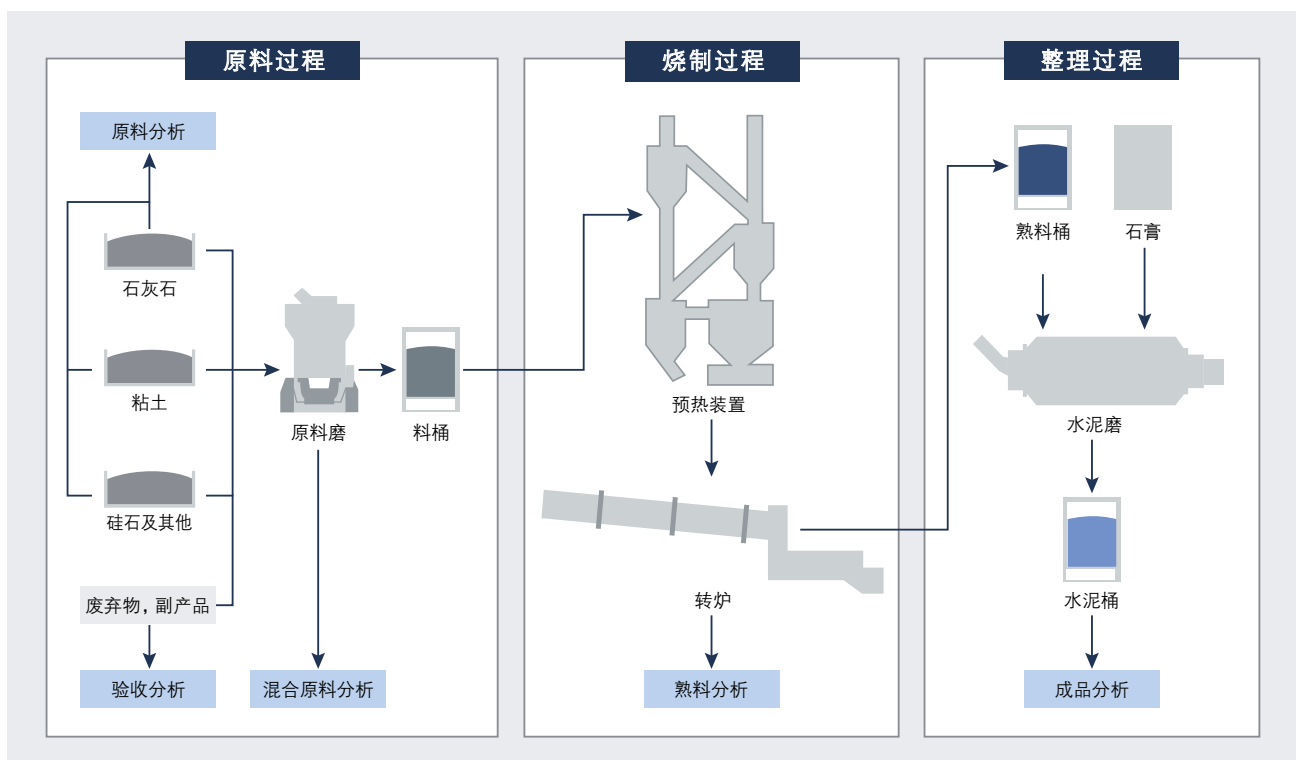 原料过程
原料分析
石灰石
粘土
硅石及其他
废弃物，副产品
验收分析
原料磨
料桶
混合原料分析
烧制过程
预热装置
转炉
熟料分析
整理过程
熟料桶
石膏
水泥磨
水泥桶
成品分析